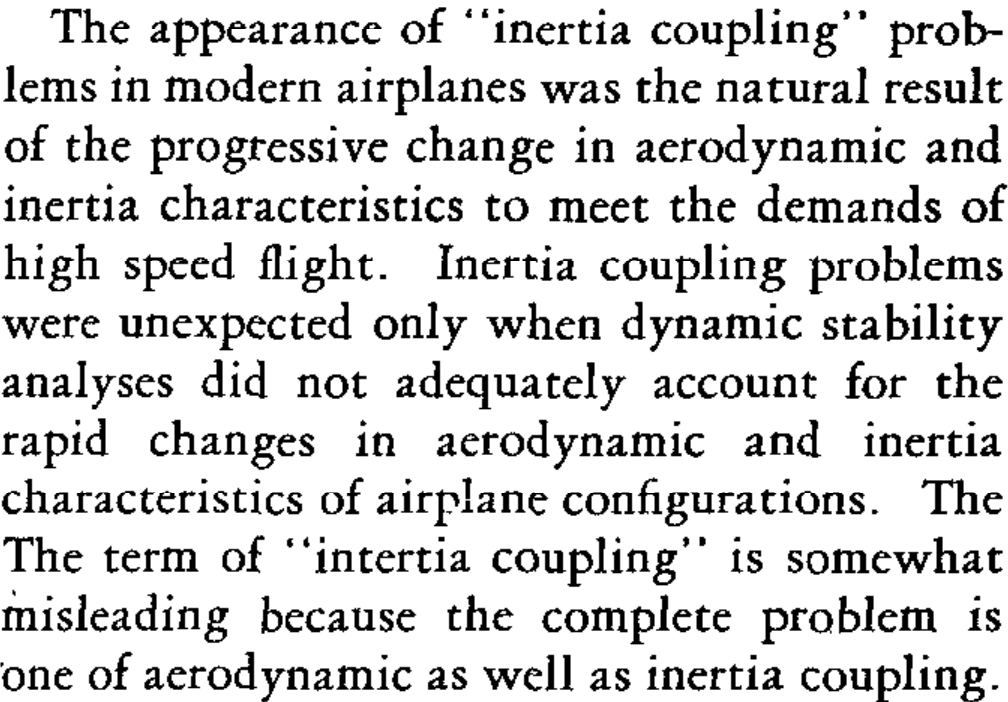 The appearance of “inertia coupling” prob-
lems in modern airplanes was the natural result
of the progressive change in aerodynamic and
inertia characteristics to meet the demands of
high speed flight. Inertia coupling problems
were unexpected only when dynamic stability
analyses did not adequately account for the
rapid changes in aerodynamic and inertia
characteristics of airplane configurations. The
The term of “intertia coupling” is somewhat
misleading because the complete problem is
one of aerodynamic as well as inertia coupling.